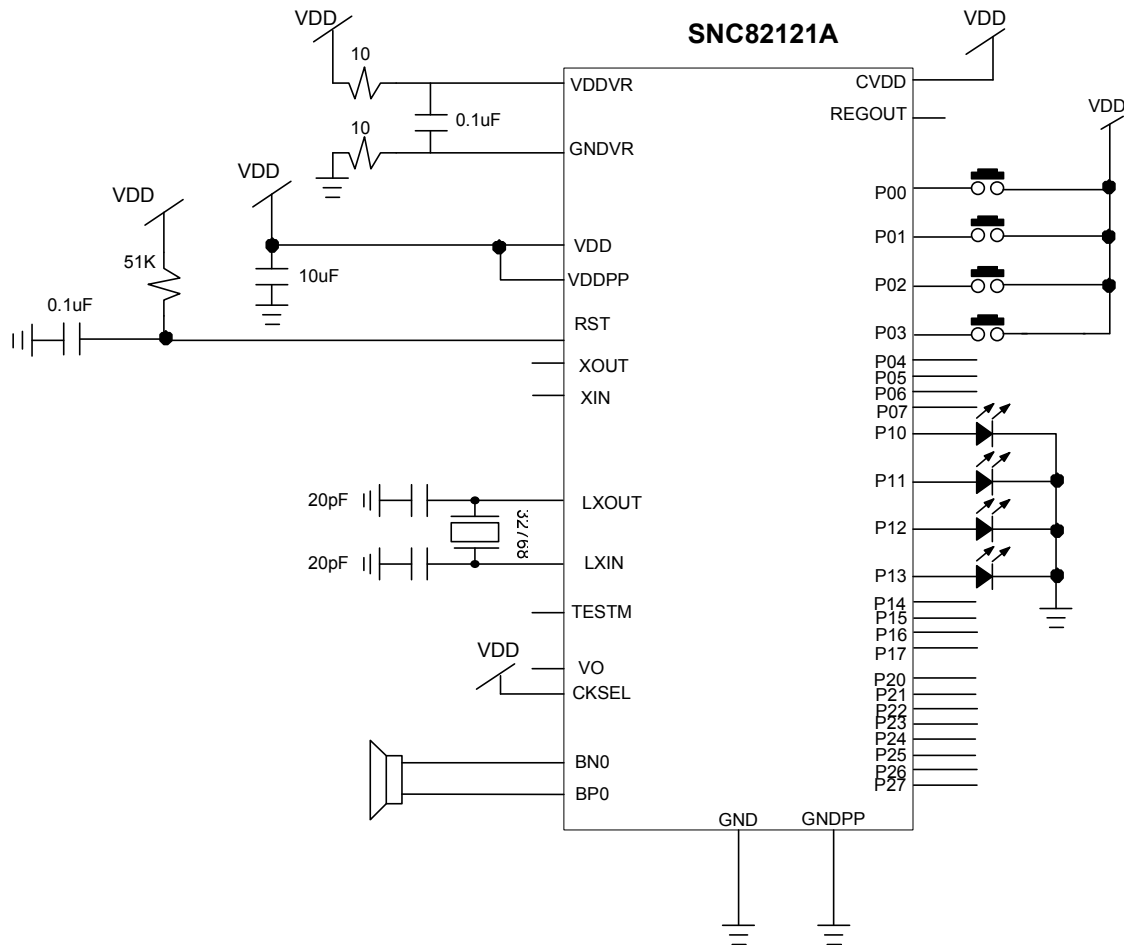 SNC82121A
VDD
10
VDDVR
0.1uF
10
GNDVR
VDD
VDD
VDD
VDDPP
51K
10uF
0.1uF
RST
XOUT
XIN
20pF
LXOUT
32768
20pF
LXIN
TESTM
VDD
VO
CKSEL
BN0
BP0
GND
GNDPP
VDD
CVDD
REGOUT
VDD
P00
P01
P02
P03
P04
P05
P06
P07
P10
P11
P12
P13
P14
P15
P16
P17
P20
P21
P22
P23
P24
P25
P26
P27